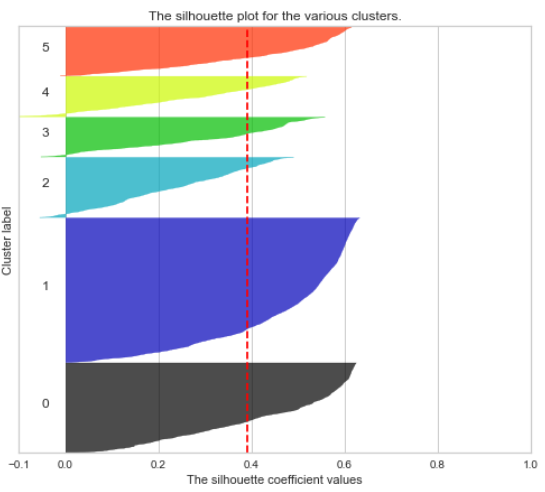 The silhouette plot for the various clusters.
5
4
3
2
1
0
Cluster label
−0.1 0.0 0.2 0.4 0.6 0.8 1.0
The silhouette coefficient values